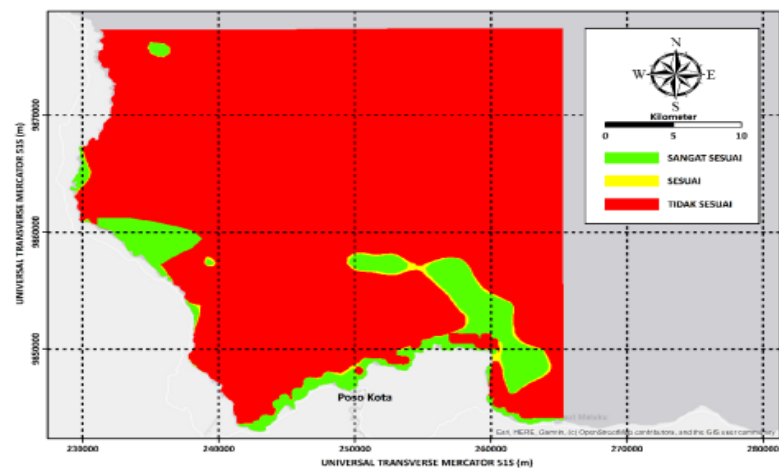 N
W E
S
Kilometer
0 5 10
SANGAT SESUAI
SESUAI
TIDAK SESUAI
UNIVERSAL TRANSVERSE MERCATOR 51S (m)
9870000
9860000
9850000
Poso Kota
Esri, HERE, Garmin, (c) OpenStreetMap contributors, and the GIS user community
230000 240000 250000 260000 270000 280000
UNIVERSAL TRANSVERSE MERCATOR 51S (m)